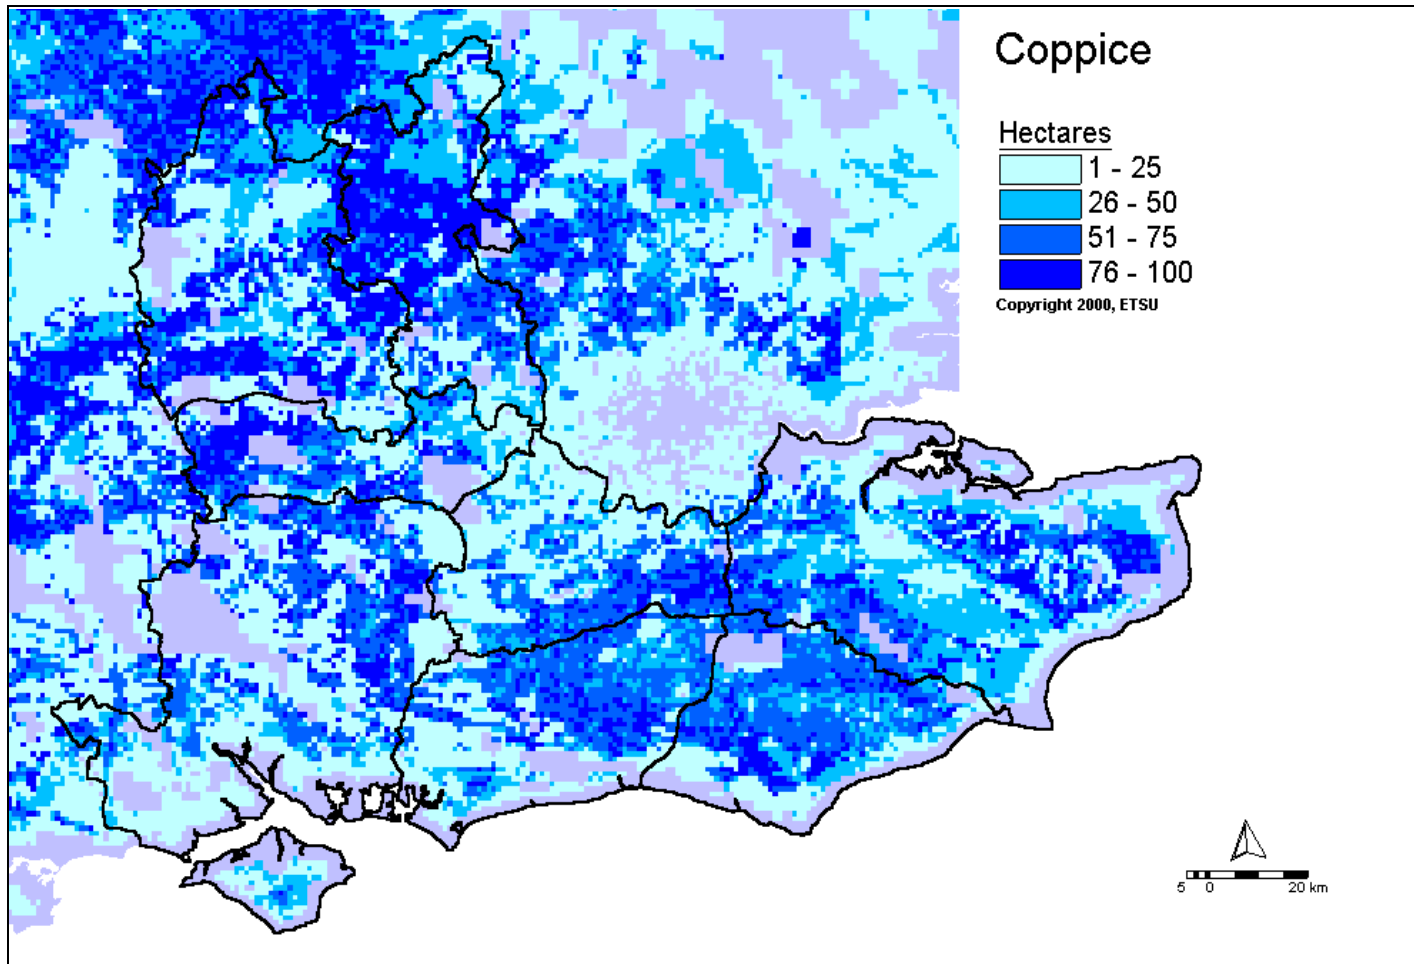 Coppice
Hectares
1 - 25
26 - 50
51 - 75
76 - 100
Copyright 2000, ETSU
5 0 20 km